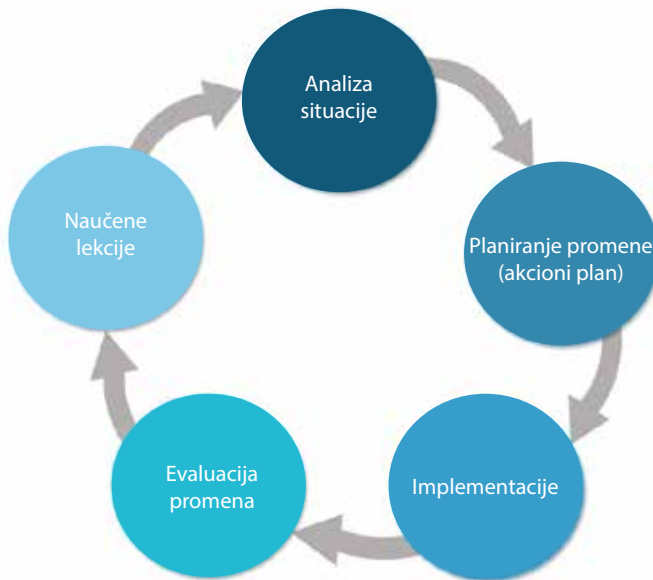 Analiza
situacije
Planiranje promene
(akcioni plan)
Implementacije
Evaluacija
promena
Naučene
lekcije